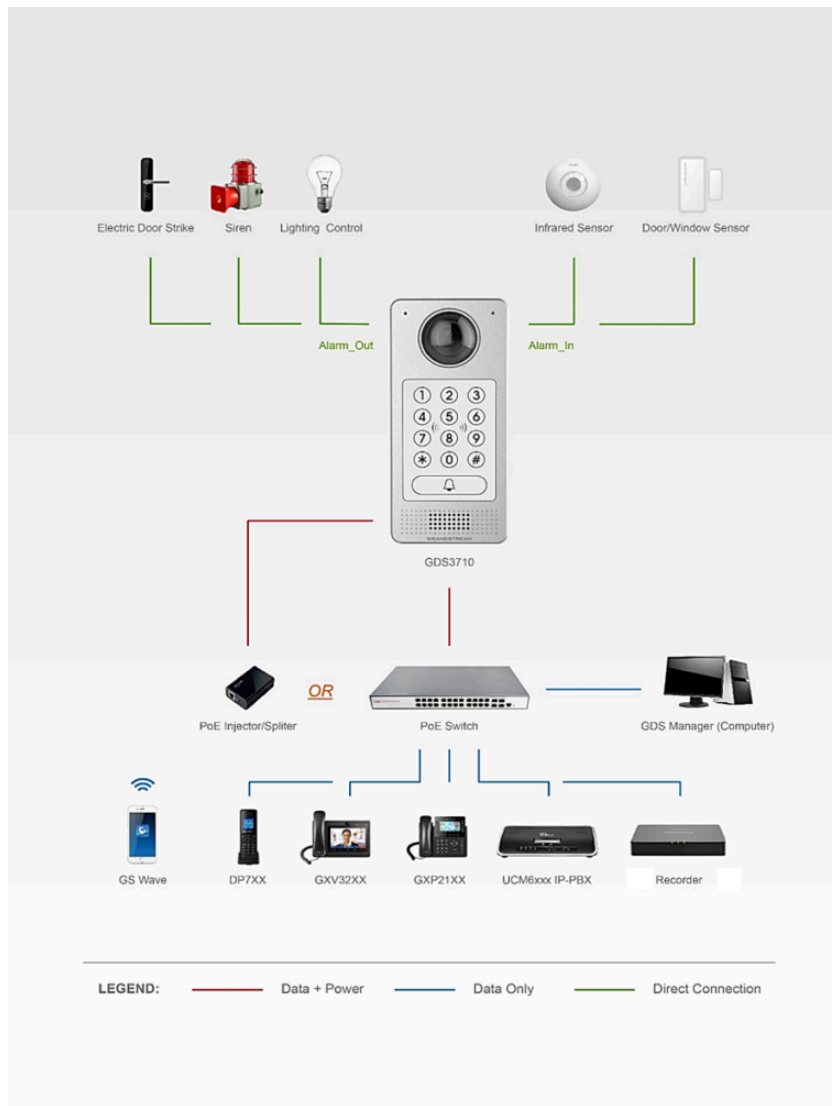 Electric Door Strike
Siren
Lighting Control
Infrared Sensor
Door/Window Sensor
Alarm_Out
Alarm_In
1 2 3
4 5 6
7 8 9
* 0 #
GRANDSTREAM
GDS3710
OR
PoE Injector/Spliter
PoE Switch
GDS Manager (Computer)
GS Wave
DP7XX
GXV32XX
GXP21XX
UCM6xxx IP-PBX
Recorder
LEGEND:
Data + Power
Data Only
Direct Connection